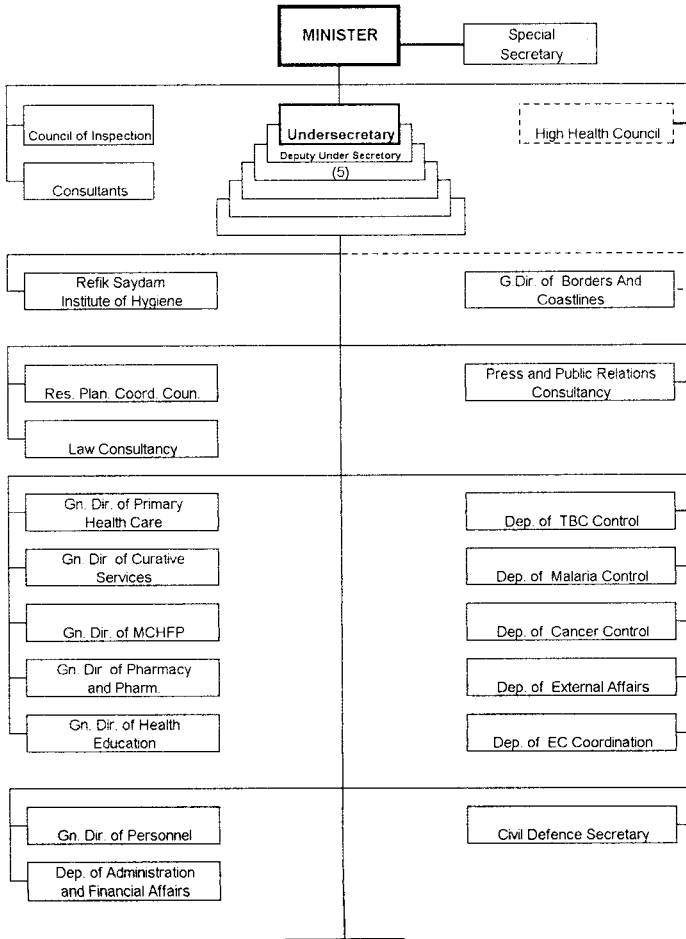 MINISTER
Special
Secretary
Council of Inspection
Consultants
Undersecretary
Deputy Under Secretory
(5)
High Health Council
Refik Saydam
Institute of Hygiene
G.Dir. of Borders And
Coastlines
Res. Plan. Coord. Coun.
Law Consultancy
Press and Public Relations
Consultancy
Gn. Dir. of Primary
Health Care
Gn. Dir of Curative
Services
Gn. Dir. of MCHFP
Gn. Dir of Pharmacy
and Pharm.
Gn. Dir. of Health
Education
Dep. of TBC Control
Dep. of Malaria Control
Dep. of Cancer Control
Dep. of External Affairs
Dep. of EC Coordination
Gn. Dir. of Personnel
Dep. of Administration
and Financial Affairs
Civil Defence Secretary